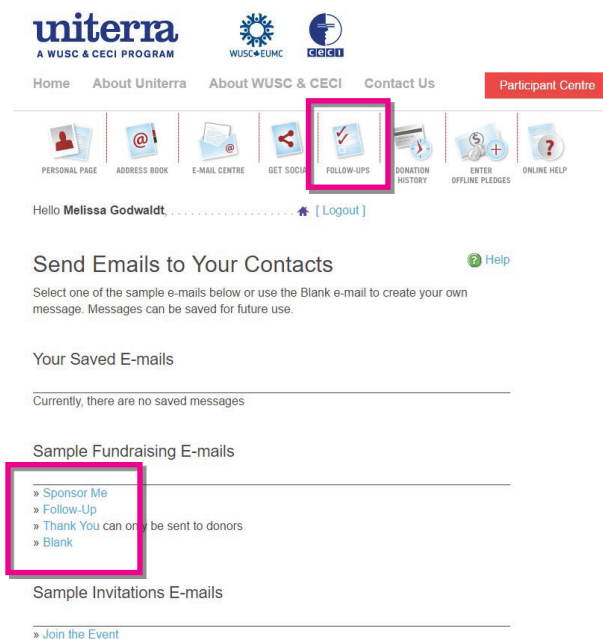 uniterra
A WUSC & CECI PROGRAM
WUSC EUMC
CECI
Home About Uniterra About WUSC & CECI Contact Us Participant Centre
PERSONAL PAGE ADDRESS BOOK E-MAIL CENTRE GET SOCIAL FOLLOW-UPS DONATION HISTORY ENTER OFFLINE PLEDGES ONLINE HELP
Hello Melissa Godwaldt, . . . . . . . . . . . . . . . . . . . [ Logout ]
Send Emails to Your Contacts
Help
Select one of the sample e-mails below or use the Blank e-mail to create your own
message. Messages can be saved for future use.
Your Saved E-mails
Currently, there are no saved messages
Sample Fundraising E-mails
» Sponsor Me
» Follow-Up
» Thank You can only be sent to donors
» Blank
Sample Invitations E-mails
» Join the Event